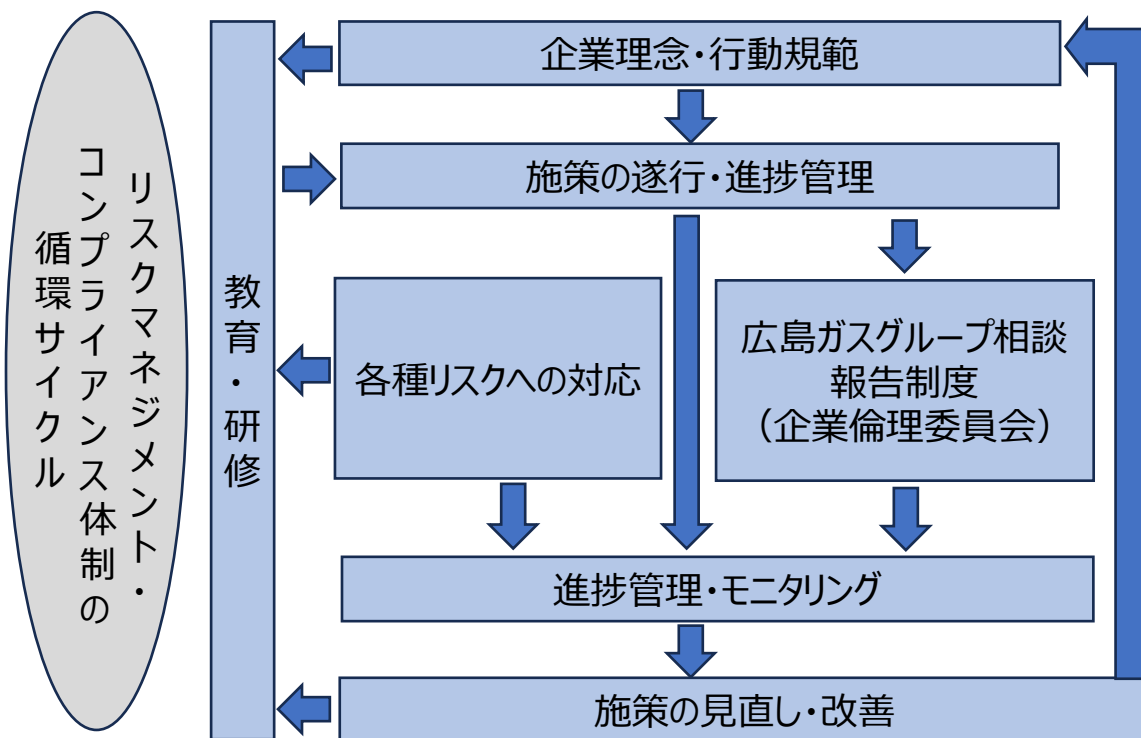 リスクマネジメント・
コンプライアンス体制の
循環サイクル
教育・研修
企業理念・行動規範
施策の遂行・進捗管理
各種リスクへの対応
広島ガスグループ相談
報告制度
（企業倫理委員会）
進捗管理・モニタリング
施策の見直し・改善